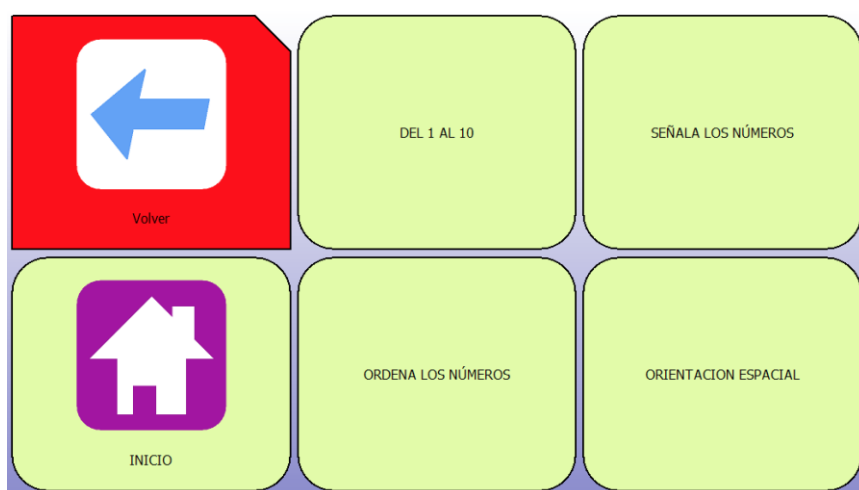 Volver
DEL 1 AL 10
SEÑALA LOS NÚMEROS
INICIO
ORDENA LOS NÚMEROS
ORIENTACION ESPACIAL